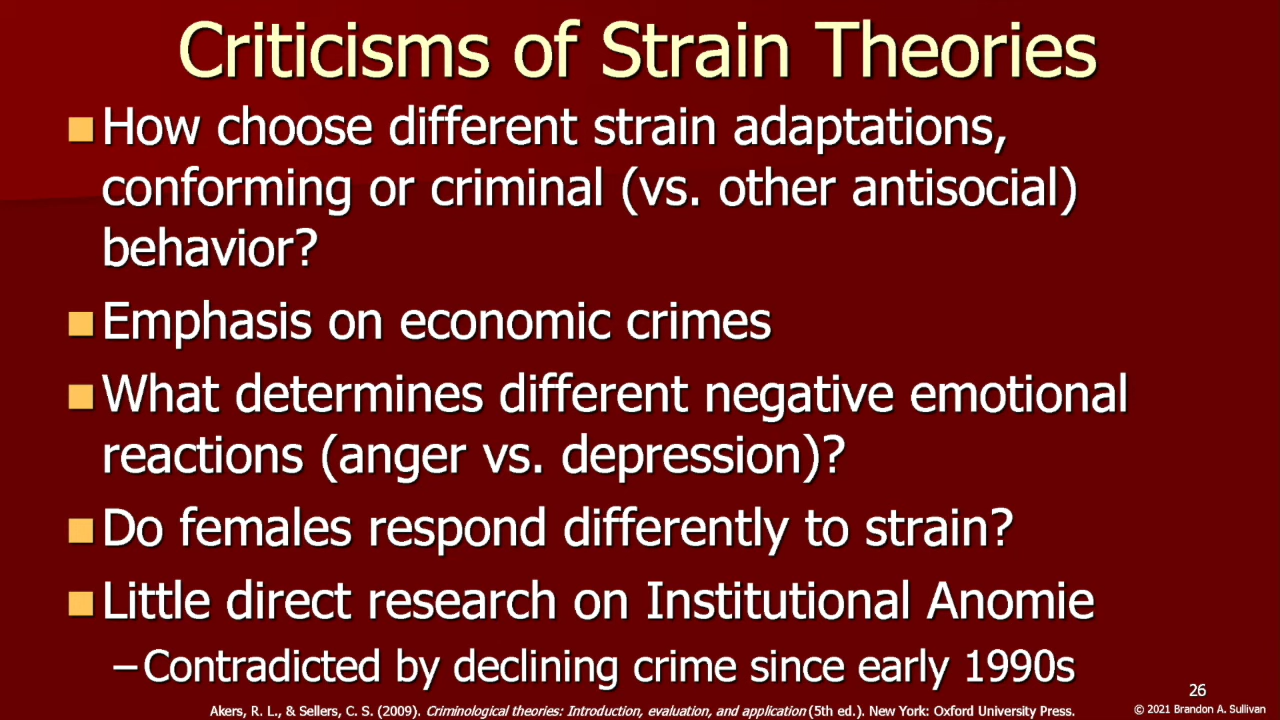 Criticisms of Strain Theories
How choose different strain adaptations,
conforming or criminal (vs. other antisocial)
behavior?
Emphasis on economic crimes
What determines different negative emotional
reactions (anger vs. depression)?
Do females respond differently to strain?
Little direct research on Institutional Anomie
–Contradicted by declining crime since early 1990s
26
Akers, R. L., & Sellers, C. S. (2009). Criminological theories: Introduction, evaluation, and application (5th ed.). New York: Oxford University Press.
© 2021 Brandon A. Sullivan